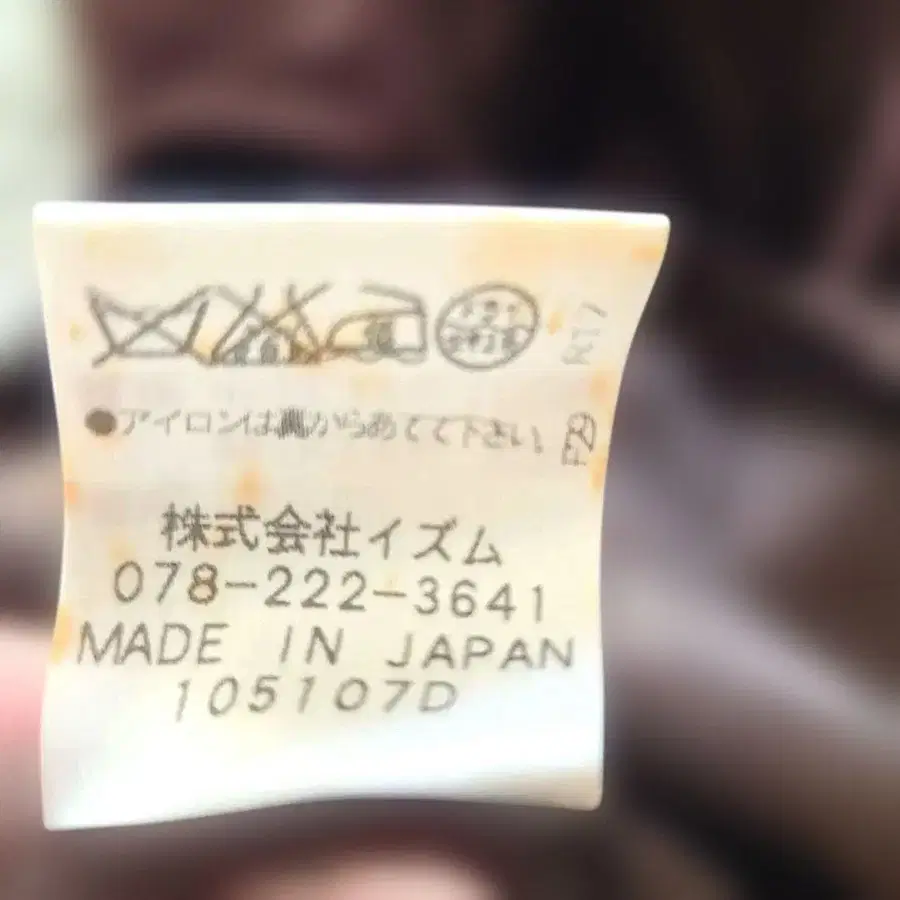 ●アイロンは裏からあてて下さい。
株式会社イズム
078-222-3641
MADE IN JAPAN
105107D